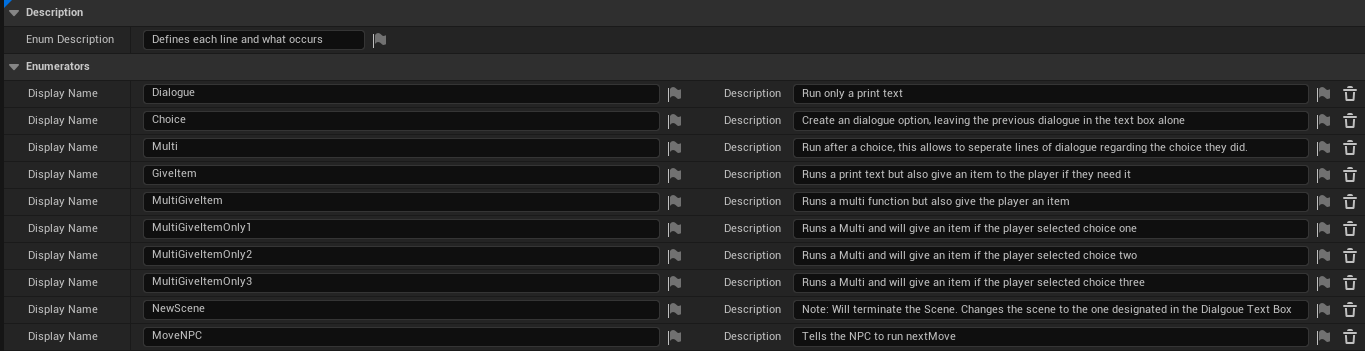 Description
Enum Description Defines each line and what occurs
Enumerators
Display Name Dialogue Description Run only a print text
Display Name Choice Description Create an dialogue option, leaving the previous dialogue in the text box alone
Display Name Multi Description Run after a choice, this allows to seperate lines of dialogue regarding the choice they did.
Display Name GiveItem Description Runs a print text but also give an item to the player if they need it
Display Name MultiGiveItem Description Runs a multi function but also give the player an item
Display Name MultiGiveItemOnly1 Description Runs a Multi and will give an item if the player selected choice one
Display Name MultiGiveItemOnly2 Description Runs a Multi and will give an item if the player selected choice two
Display Name MultiGiveItemOnly3 Description Runs a Multi and will give an item if the player selected choice three
Display Name NewScene Description Note: Will terminate the Scene. Changes the scene to the one designated in the Dialgoue Text Box
Display Name MoveNPC Description Tells the NPC to run nextMove